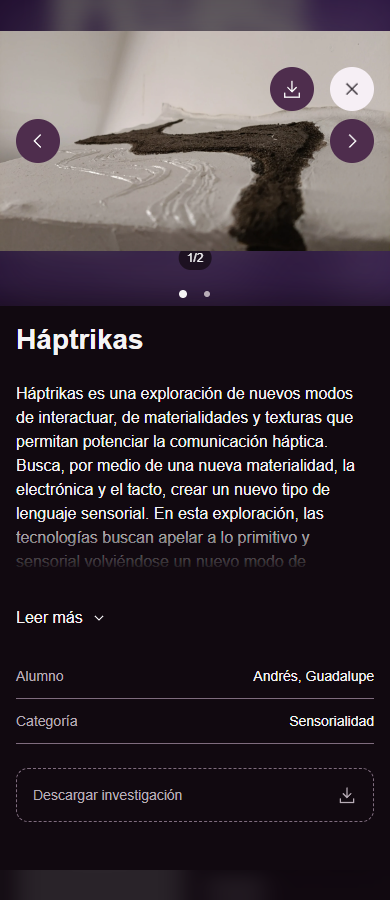 1/2
Háptrikas
Háptrikas es una exploración de nuevos modos
de interactuar, de materialidades y texturas que
permitan potenciar la comunicación háptica.
Busca, por medio de una nueva materialidad, la
electrónica y el tacto, crear un nuevo tipo de
lenguaje sensorial. En esta exploración, las
tecnologías buscan apelar a lo primitivo y
sensorial volviéndose un nuevo modo de
Leer más
Alumno Andrés, Guadalupe
Categoría Sensorialidad
Descargar investigación